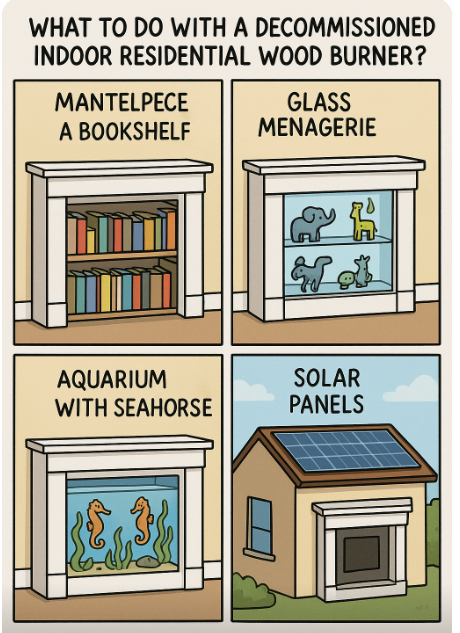 WHAT TO DO WITH A DECOMMISSIONED
INDOOR RESIDENTIAL WOOD BURNER?
MANTELPECE
A BOOKSHELF
GLASS
MENAGERIE
AQUARIUM
WITH SEAHORSE
SOLAR
PANELS